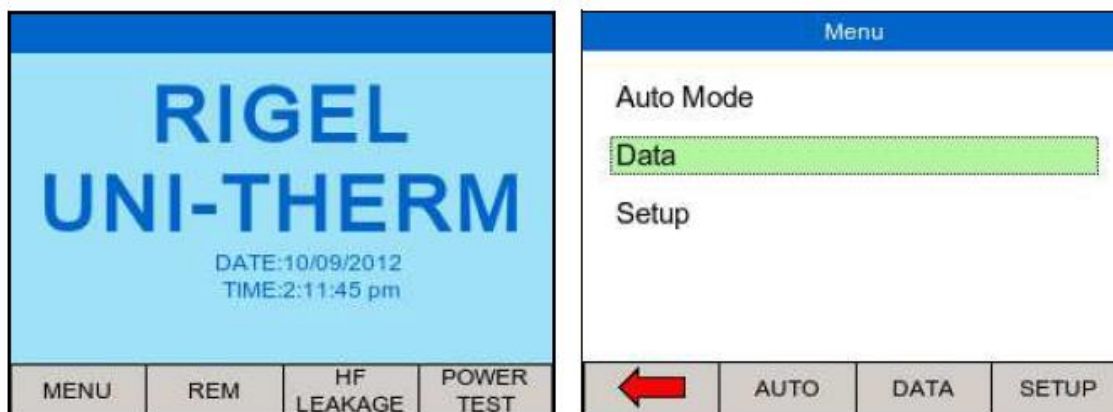 RIGEL
UNI-THERM
DATE:10/09/2012
TIME:2:11:45 pm
MENU
REM
HF
LEAKAGE
POWER
TEST
Menu
Auto Mode
Data
Setup
AUTO
DATA
SETUP